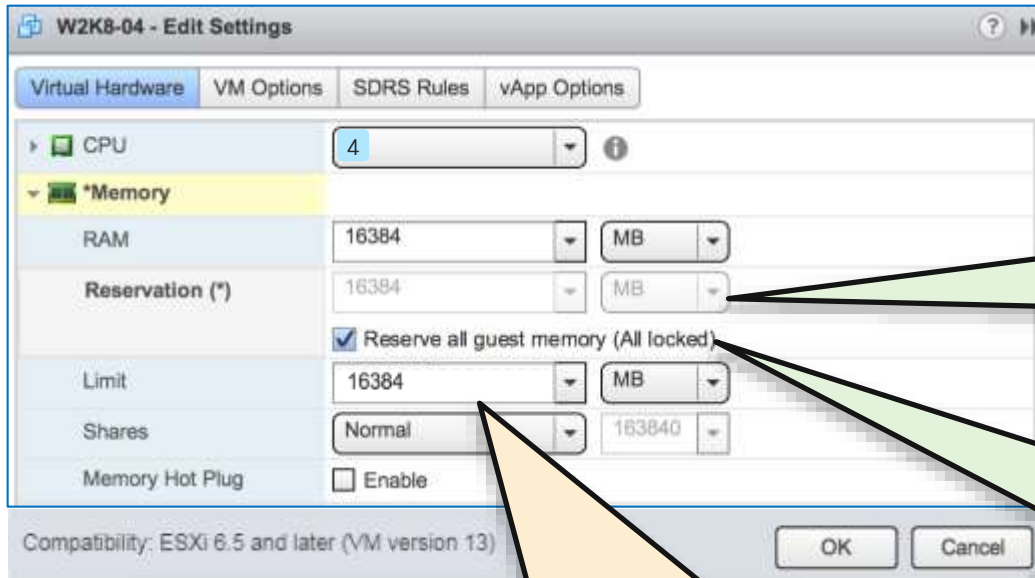 W2K8-04 - Edit Settings ?
Virtual Hardware VM Options SDRS Rules vApp Options
CPU 4
*Memory
RAM 16384 MB
Reservation (*) 16384 MB
Reserve all guest memory (All locked)
Limit 16384 MB
Shares Normal 163840
Memory Hot Plug Enable
Compatibility: ESXi 6.5 and later (VM version 13) OK Cancel